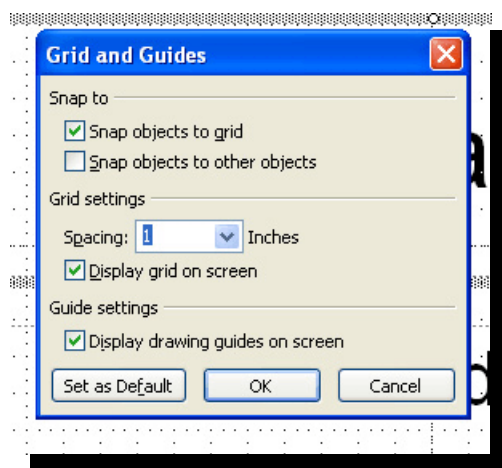 Grid and Guides
Snap to
Snap objects to grid
Snap objects to other objects
Grid settings
Spacing: 1 Inches
Display grid on screen
Guide settings
Display drawing guides on screen
Set as Default OK Cancel